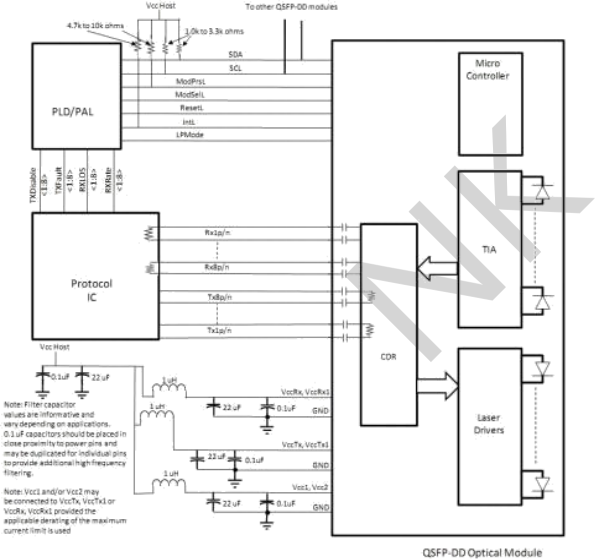 Vcc Host
To other QSFP-DD modules
4.7k to 10k ohms
1.0k to 3.3k ohms
SDA
SCL
ModPrsL
ModSelL
ResetL
IntL
LPMode
PLD/PAL
Micro
Controller
TXDisable
<1:8>
TXFault
<1:8>
RXLOS
<1:8>
RXRate
<1:8>
Protocol
IC
Rx1p/n
Rx8p/n
Tx8p/n
Tx1p/n
CDR
TIA
Laser
Drivers
NK
Vcc Host
0.1uF
22 uF
1 uH
VccRx, VccRx1
22 uF
0.1uF
GND
1 uH
VccTx, VccTx1
22 uF
0.1uF
GND
1 uH
Vcc1, Vcc2
22 uF
0.1uF
GND
Note: Filter capacitor
values are informative and
vary depending on applications.
0.1 uF capacitors should be placed in
close proximity to power pins and
may be duplicated for individual pins
to provide additional high frequency
filtering.
Note: Vcc1 and/or Vcc2 may
be connected to VccTx, VccTx1 or
VccRx, VccRx1 provided the
applicable derating of the maximum
current limit is used
QSFP-DD Optical Module